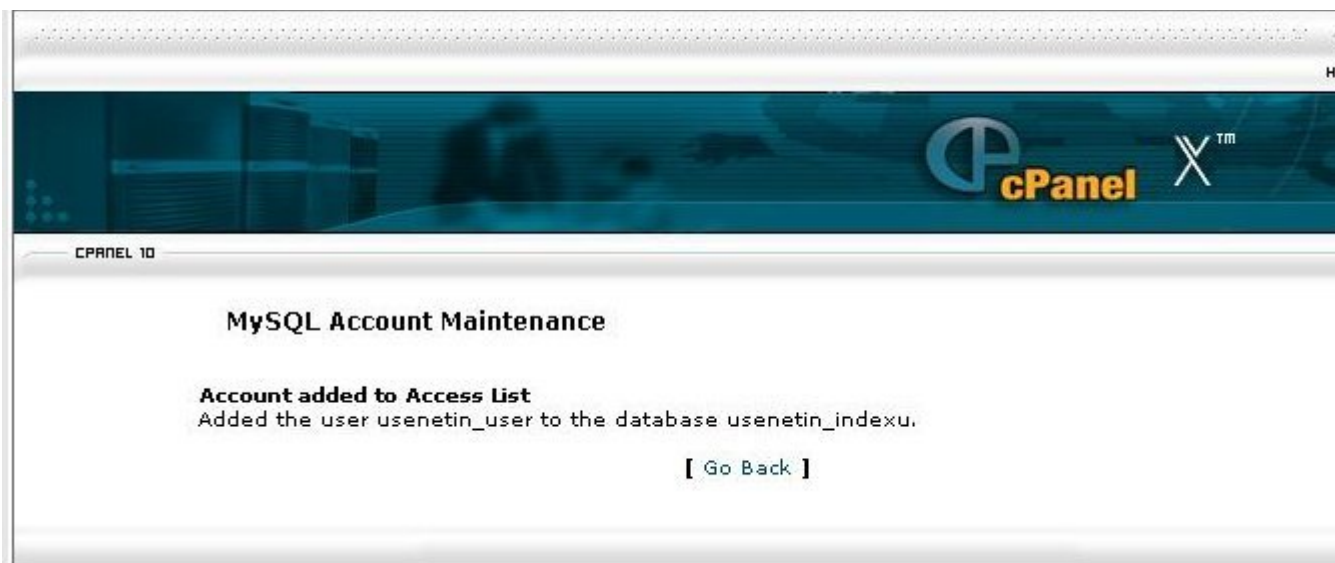 cPanel X™
CPANEL 10
MySQL Account Maintenance
Account added to Access List
Added the user usenetin_user to the database usenetin_indexu.
[ Go Back ]